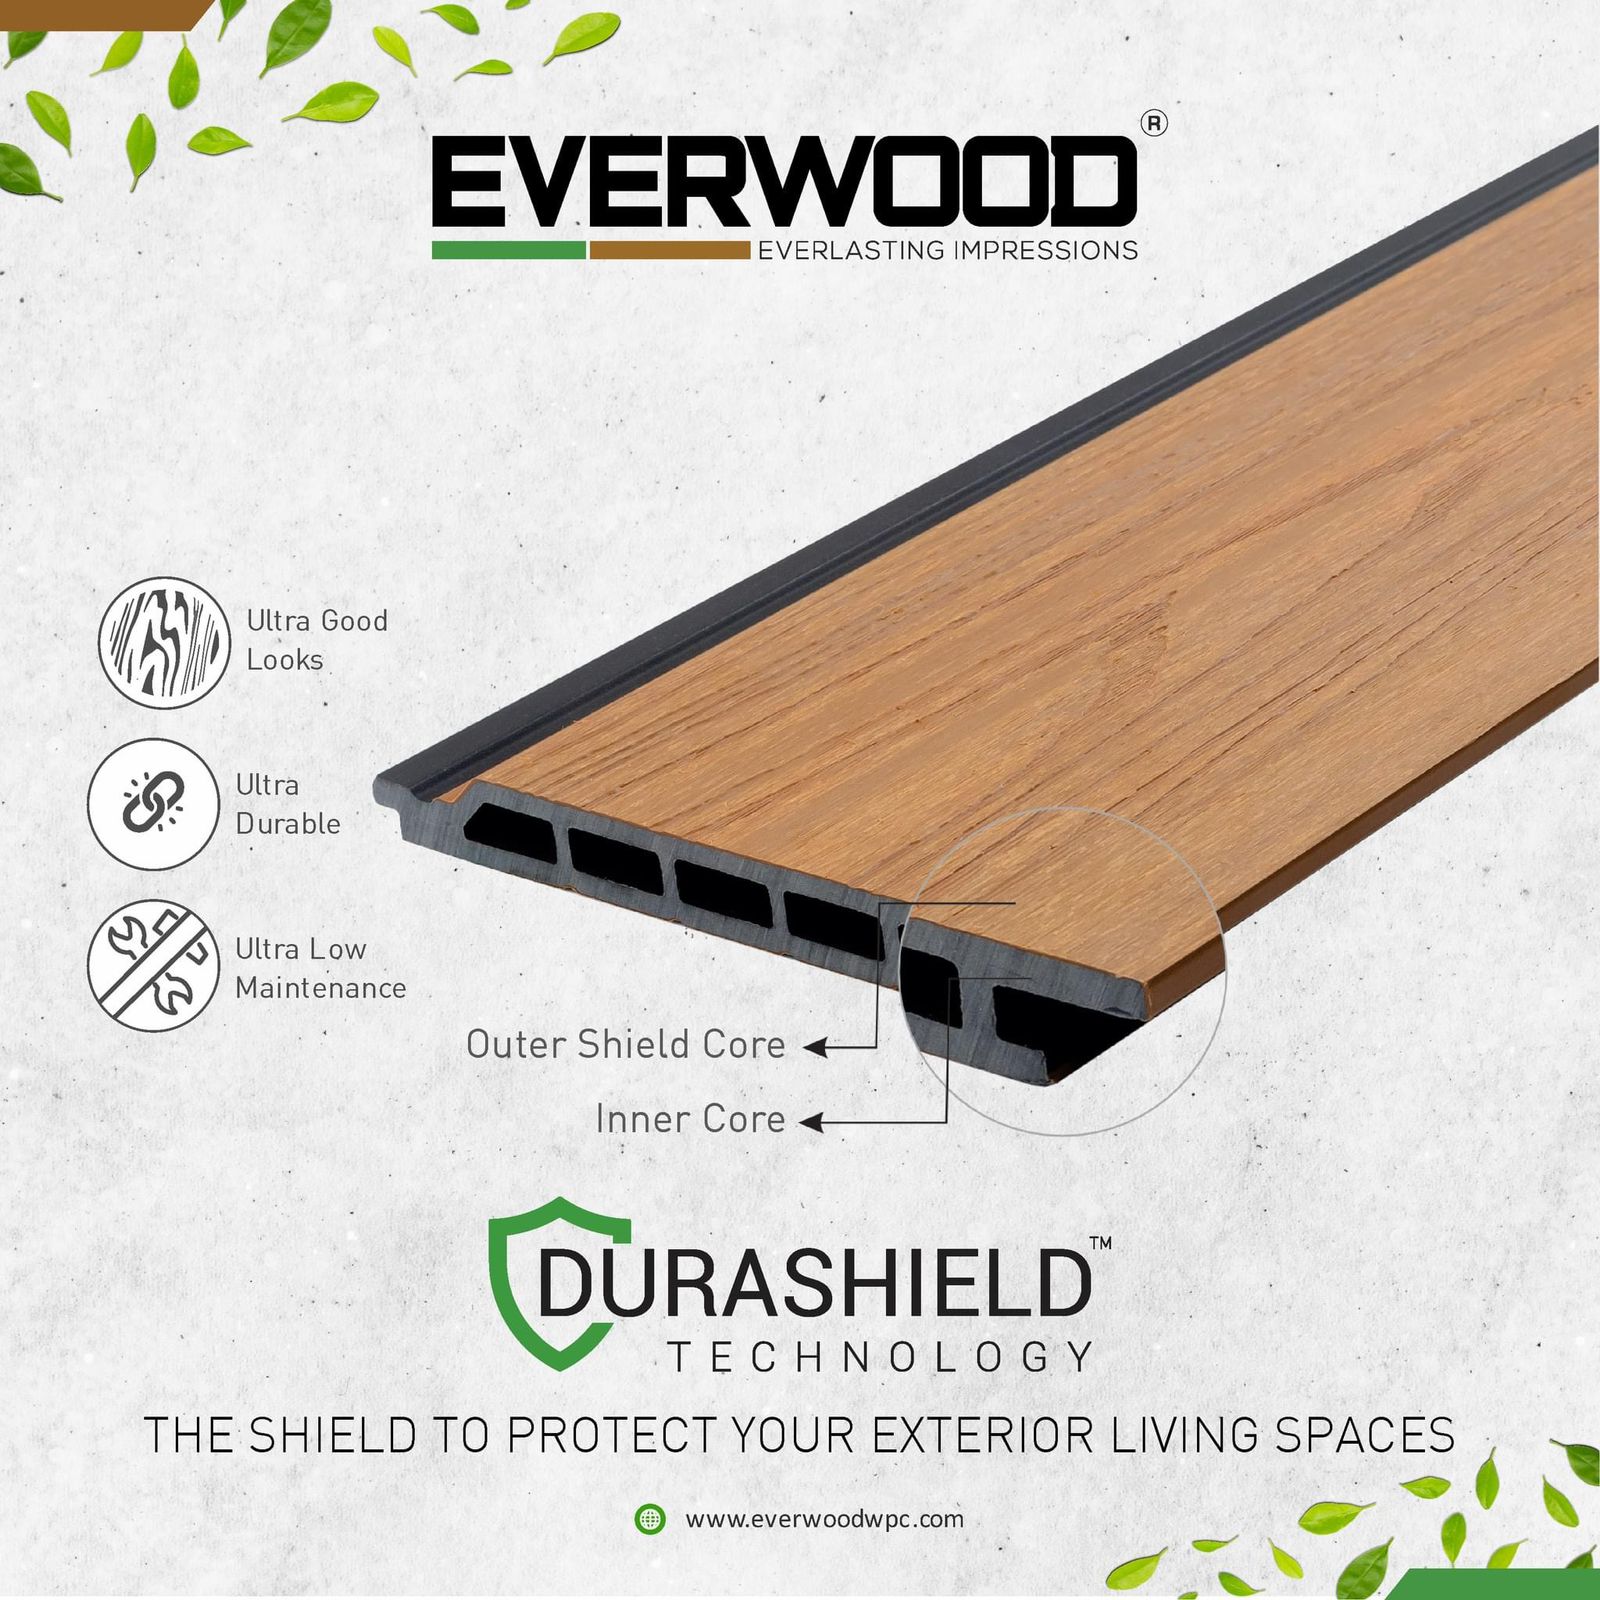 EVERWOOD®
EVERLASTING IMPRESSIONS
Ultra Good
Looks
Ultra
Durable
Ultra Low
Maintenance
Outer Shield Core
Inner Core
DURASHIELD™
TECHNOLOGY
THE SHIELD TO PROTECT YOUR EXTERIOR LIVING SPACES
www.everwoodwpc.com